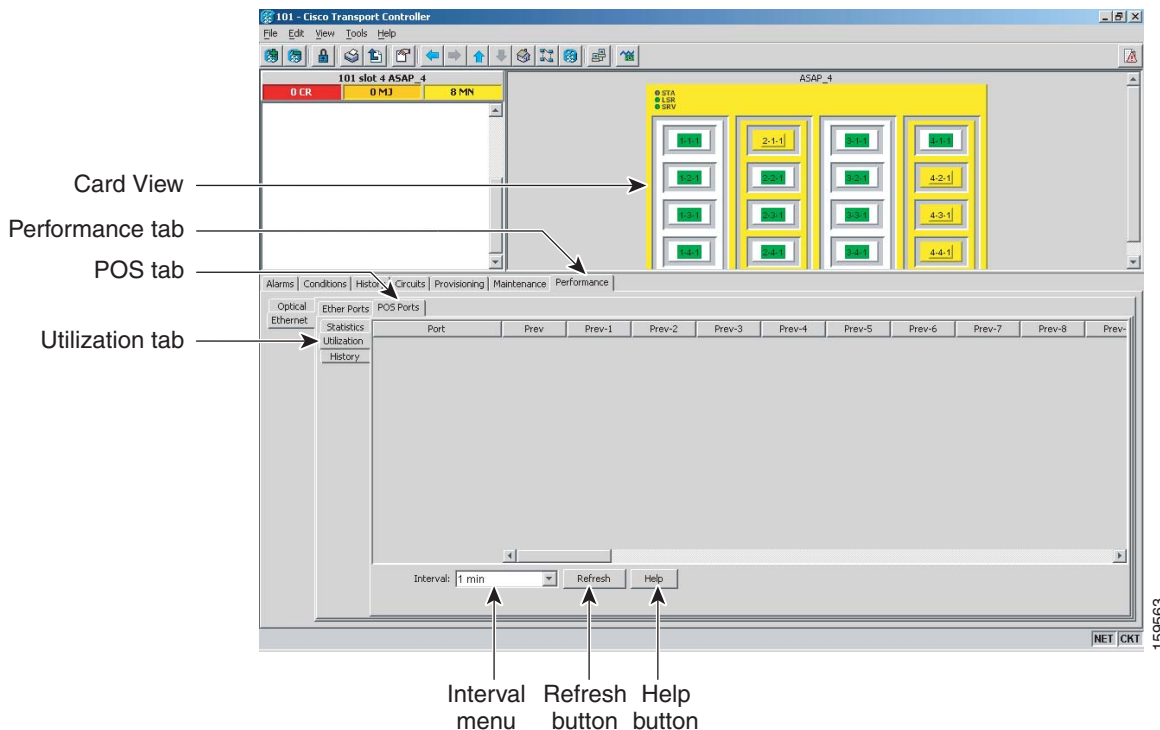 101 - Cisco Transport Controller
File Edit View Tools Help
101 slot 4 ASAP_4
0 CR 0 MJ 8 MN
ASAP_4
STA
LSR
SRV
1-1-1 2-1-1 3-1-1 4-1-1
1-2-1 2-2-1 3-2-1 4-2-1
1-3-1 2-3-1 3-3-1 4-3-1
1-4-1 2-4-1 3-4-1 4-4-1
Card View
Performance tab
POS tab
Utilization tab
Alarms Conditions History Circuits Provisioning Maintenance Performance
Optical
Ethernet
Ether Ports POS Ports
Statistics
Utilization
History
Port Prev Prev-1 Prev-2 Prev-3 Prev-4 Prev-5 Prev-6 Prev-7 Prev-8 Prev-
Interval: 1 min Refresh Help
NET CKT
159563
Interval menu
Refresh button
Help button